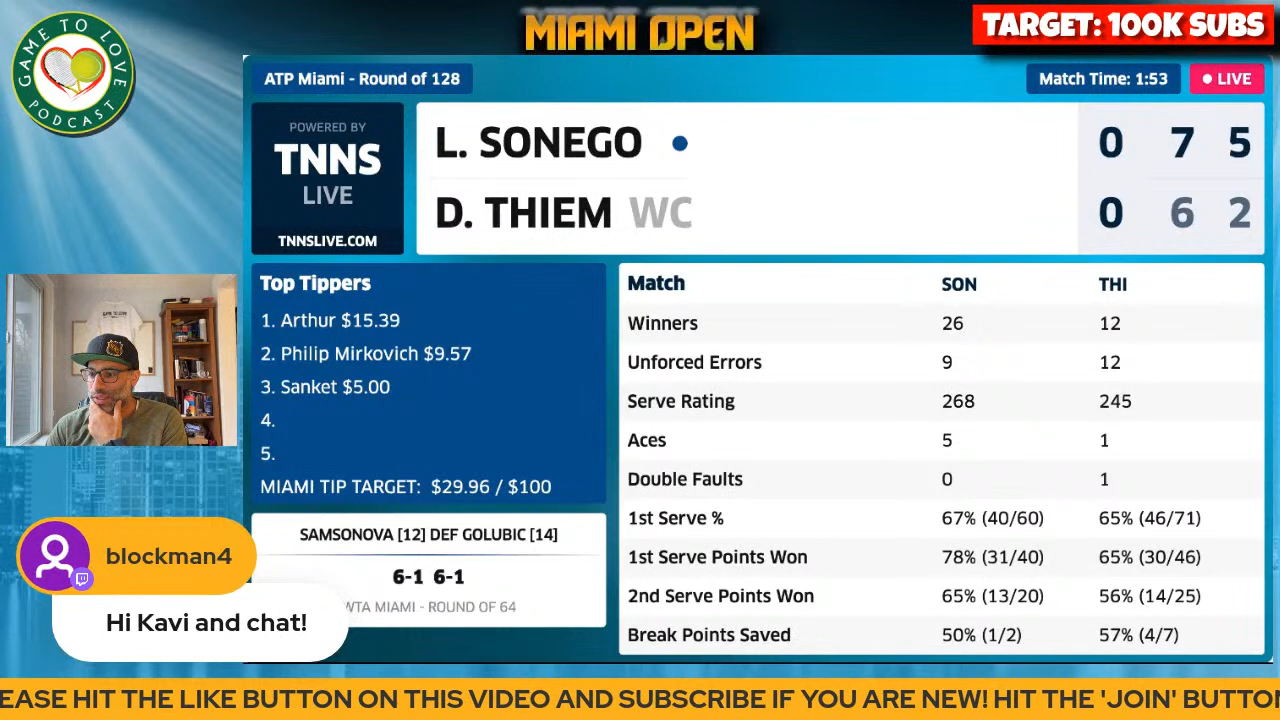 GAME TO LOVE
PODCAST
MIAMI OPEN
TARGET: 100K SUBS
ATP Miami - Round of 128
Match Time: 1:53
LIVE
POWERED BY
TNNS
LIVE
TNNSLIVE.COM
L. SONEGO 0 7 5
D. THIEM WC 0 6 2
Top Tippers
1. Arthur $15.39
2. Philip Mirkovich $9.57
3. Sanket $5.00
4.
5.
MIAMI TIP TARGET: $29.96 / $100
SAMSONOVA [12] DEF GOLUBIC [14]
6-1 6-1
WTA MIAMI - ROUND OF 64
Match SON THI
Winners 26 12
Unforced Errors 9 12
Serve Rating 268 245
Aces 5 1
Double Faults 0 1
1st Serve % 67% (40/60) 65% (46/71)
1st Serve Points Won 78% (31/40) 65% (30/46)
2nd Serve Points Won 65% (13/20) 56% (14/25)
Break Points Saved 50% (1/2) 57% (4/7)
blockman4
Hi Kavi and chat!
EASE HIT THE LIKE BUTTON ON THIS VIDEO AND SUBSCRIBE IF YOU ARE NEW! HIT THE 'JOIN' BUTTO